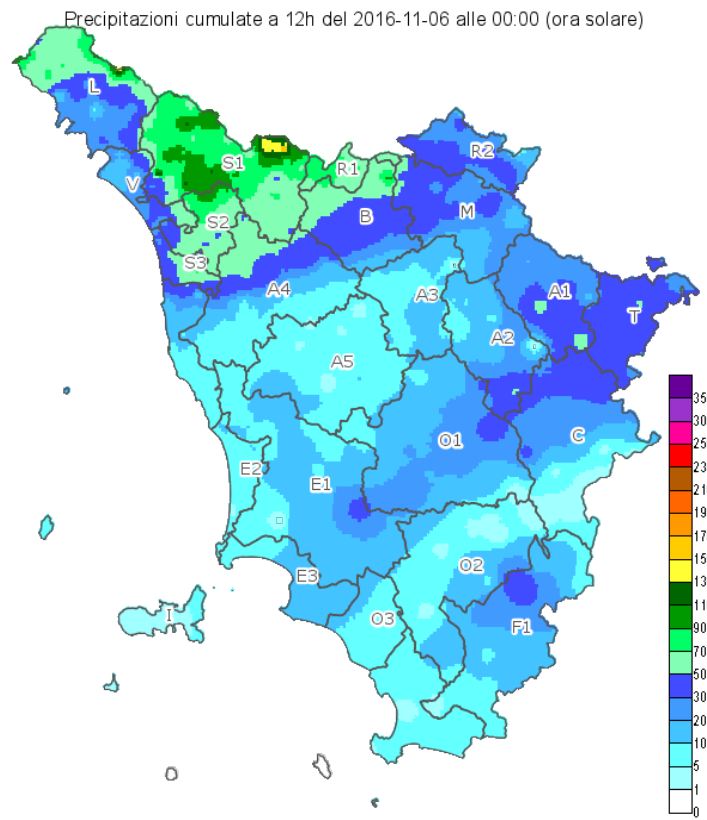 Precipitazioni cumulate a 12h del 2016-11-06 alle 00:00 (ora solare)
L
R2
S1
R1
V
M
B
S2
S3
A4
A3
A1
T
A2
A5
C
O1
E2
E1
O2
E3
I
O3
F1
35
30
25
23
21
19
17
15
13
11
90
70
50
30
20
10
5
1
0